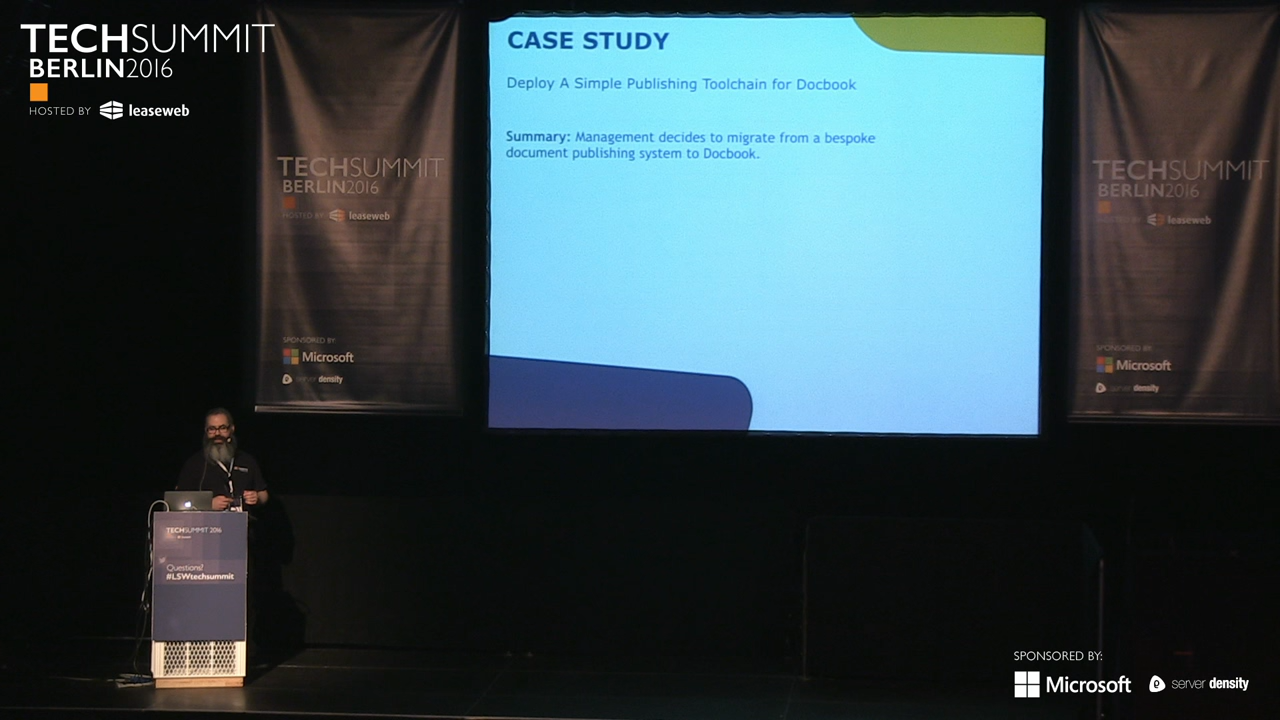 TECHSUMMIT
BERLIN2016
HOSTED BY leaseweb
CASE STUDY
Deploy A Simple Publishing Toolchain for Docbook
Summary: Management decides to migrate from a bespoke
document publishing system to Docbook.
TECHSUMMIT
BERLIN2016
HOSTED BY leaseweb
SPONSORED BY:
Microsoft
server density
TECHSUMMIT
BERLIN2016
HOSTED BY leaseweb
SPONSORED BY:
Microsoft
server density
TECHSUMMIT 2016
Questions?
#LSWtechsummit
SPONSORED BY:
Microsoft
server density